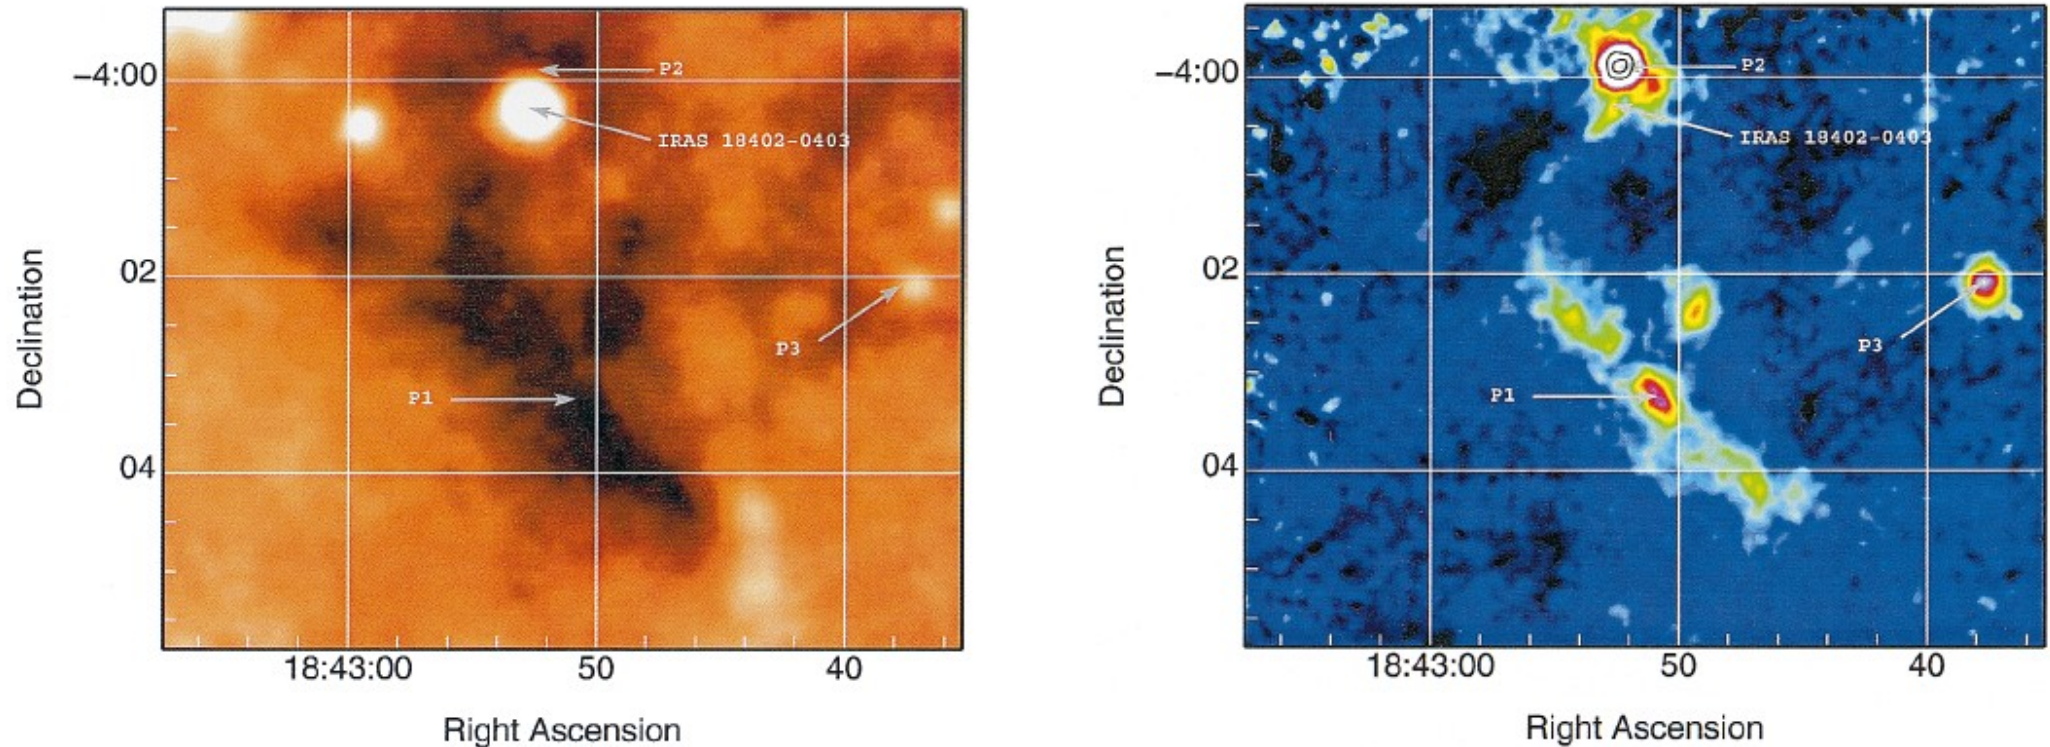 −4:00
P2
IRAS 18402-0403
02
P3
P1
04
18:43:00 50 40
Declination
Right Ascension
−4:00
P2
IRAS 18402-0403
02
P3
P1
04
18:43:00 50 40
Declination
Right Ascension